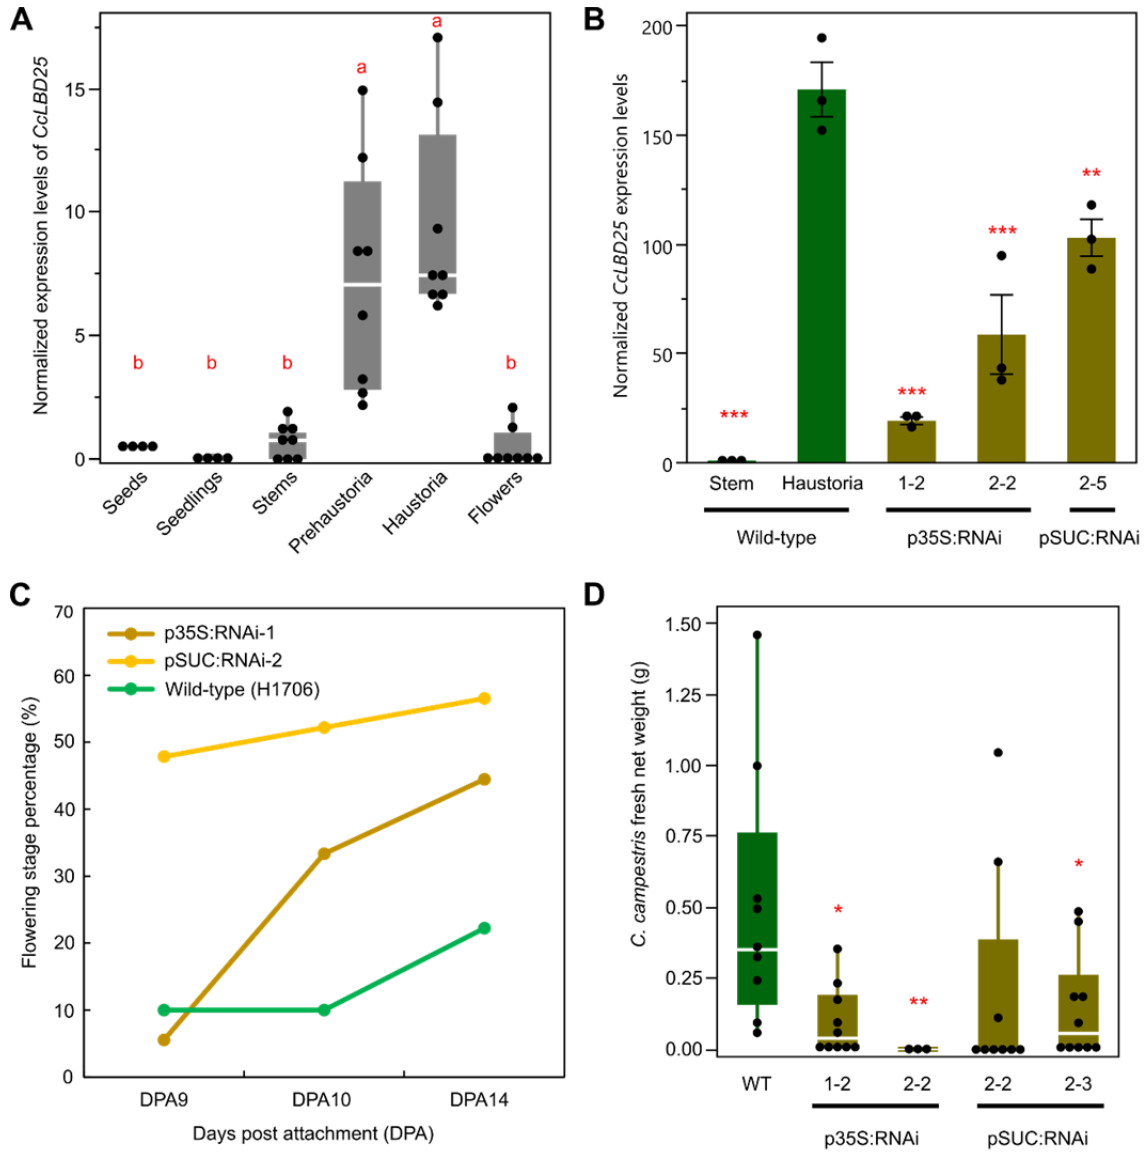 A
Normalized expression levels of CcLBD25
15
10
5
0
a
a
b
b
b
b
Seeds
Seedlings
Stems
Prehaustoria
Haustoria
Flowers
B
Normalized CcLBD25 expression levels
200
150
100
50
0
***
***
***
**
Stem
Haustoria
1-2
2-2
2-5
Wild-type
p35S:RNAi
pSUC:RNAi
C
Flowering stage percentage (%)
70
60
50
40
30
20
10
0
p35S:RNAi-1
pSUC:RNAi-2
Wild-type (H1706)
DPA9
DPA10
DPA14
Days post attachment (DPA)
D
C. campestris fresh net weight (g)
1.50
1.25
1.00
0.75
0.50
0.25
0.00
*
**
*
WT
1-2
2-2
2-2
2-3
p35S:RNAi
pSUC:RNAi